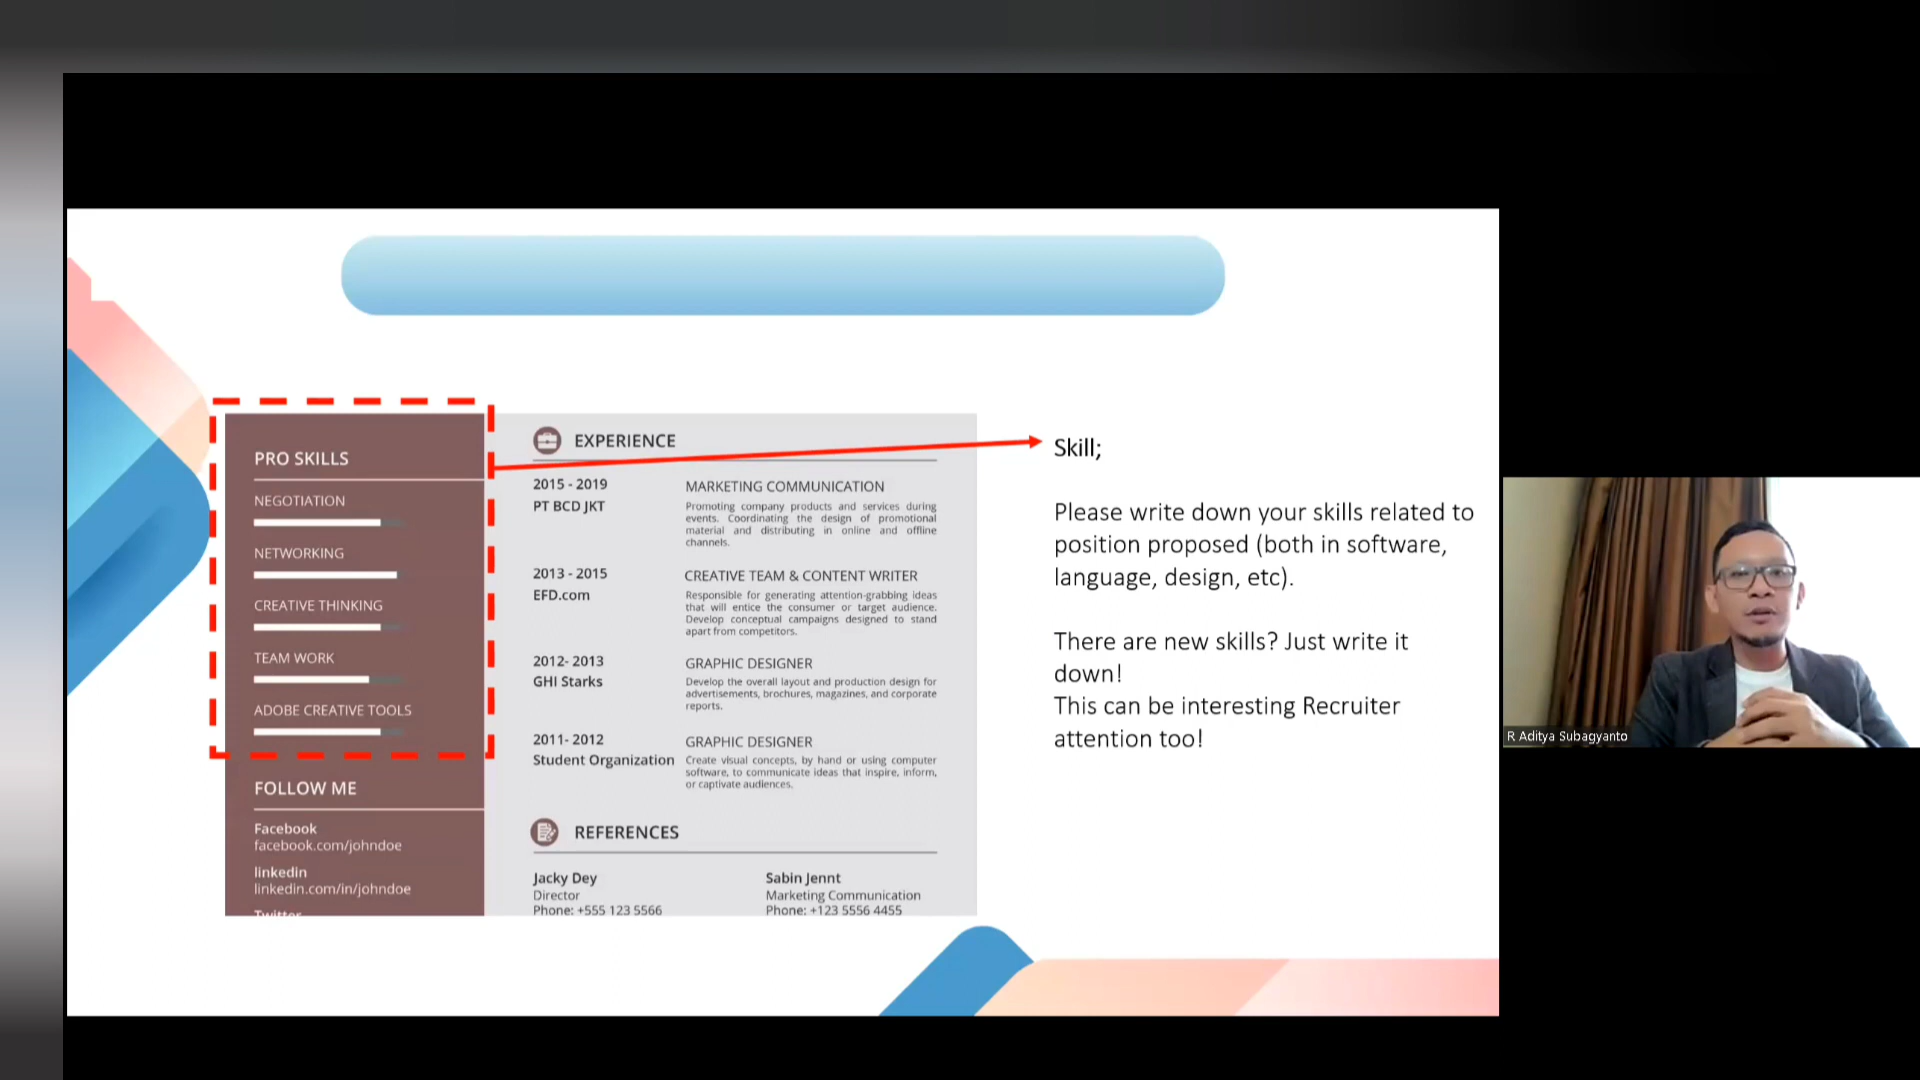 PRO SKILLS
NEGOTIATION
NETWORKING
CREATIVE THINKING
TEAM WORK
ADOBE CREATIVE TOOLS
FOLLOW ME
Facebook
facebook.com/johndoe
linkedin
linkedin.com/in/johndoe
Twitter
EXPERIENCE
2015 - 2019
PT BCD JKT
MARKETING COMMUNICATION
Promoting company products and services during
events. Coordinating the design of promotional
material and distributing in online and offline
channels.
2013 - 2015
EFD.com
CREATIVE TEAM & CONTENT WRITER
Responsible for generating attention-grabbing ideas
that will entice the consumer or target audience.
Develop conceptual campaigns designed to stand
apart from competitors.
2012- 2013
GHI Starks
GRAPHIC DESIGNER
Develop the overall layout and production design for
advertisements, brochures, magazines, and corporate
reports.
2011- 2012
Student Organization
GRAPHIC DESIGNER
Create visual concepts, by hand or using computer
software, to communicate ideas that inspire, inform,
or captivate audiences.
REFERENCES
Jacky Dey
Director
Phone: +555 123 5566
Sabin Jennt
Marketing Communication
Phone: +123 5556 4455
Skill;
Please write down your skills related to
position proposed (both in software,
language, design, etc).
There are new skills? Just write it
down!
This can be interesting Recruiter
attention too!
R Aditya Subagyanto